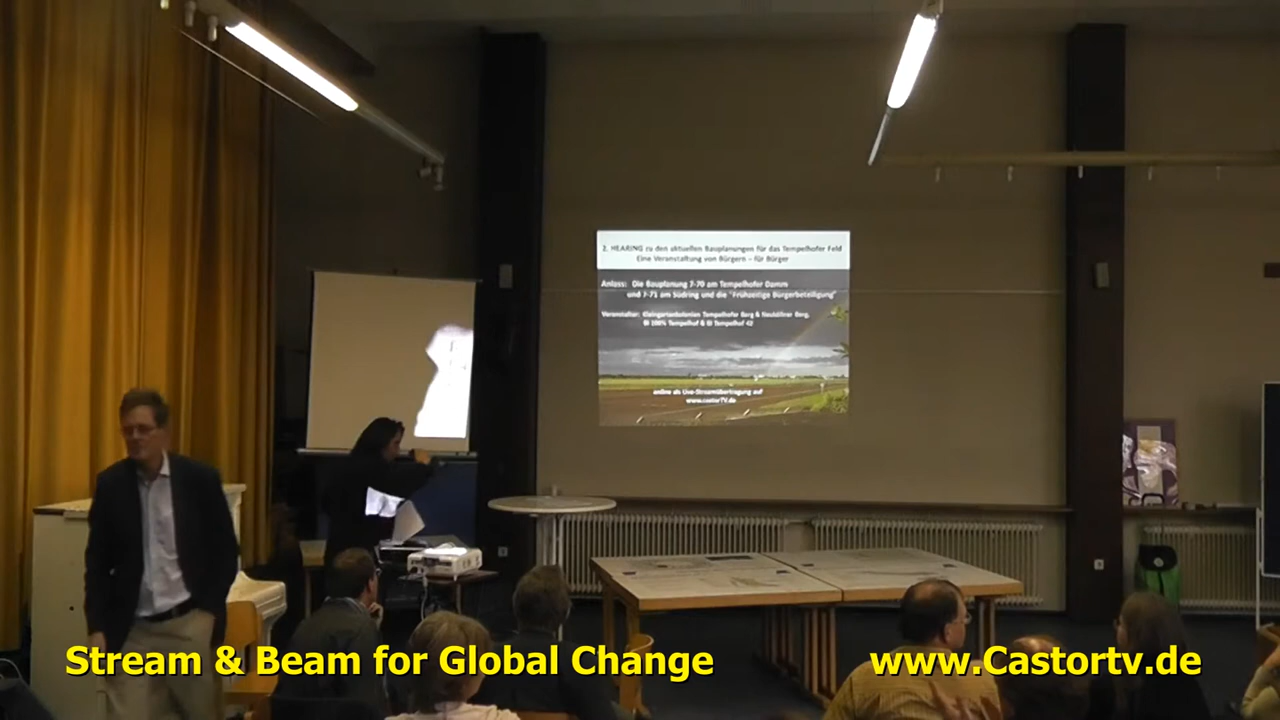 2. HEARING zu den aktuellen Bauplanungen für das Tempelhofer Feld
Eine Veranstaltung von Bürgern – für Bürger
Anlass: Die Bauplanung 7-70 am Tempelhofer Damm
und 7-71 am Südring und die "Frühzeitige Bürgerbeteiligung"
Veranstalter: Kleingartenkolonien Tempelhofer Berg & Neuköllner Berg,
BI 100% Tempelhof & BI Tempelhof 42
online als Live-Streamübertragung auf
www.castorTV.de
Stream & Beam for Global Change
www.Castortv.de